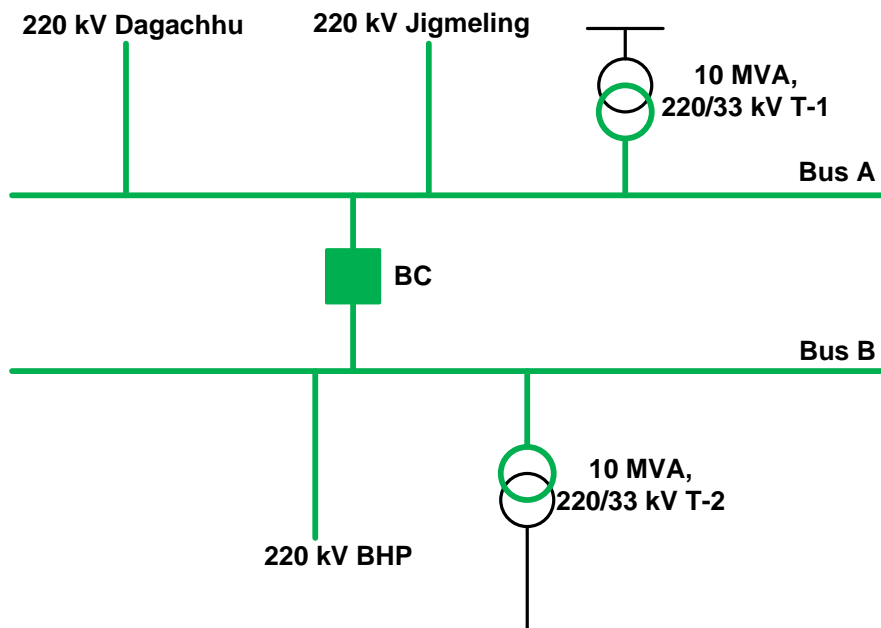 220 kV Dagachhu
220 kV Jigmeling
10 MVA,
220/33 kV T-1
Bus A
BC
Bus B
10 MVA,
220/33 kV T-2
220 kV BHP